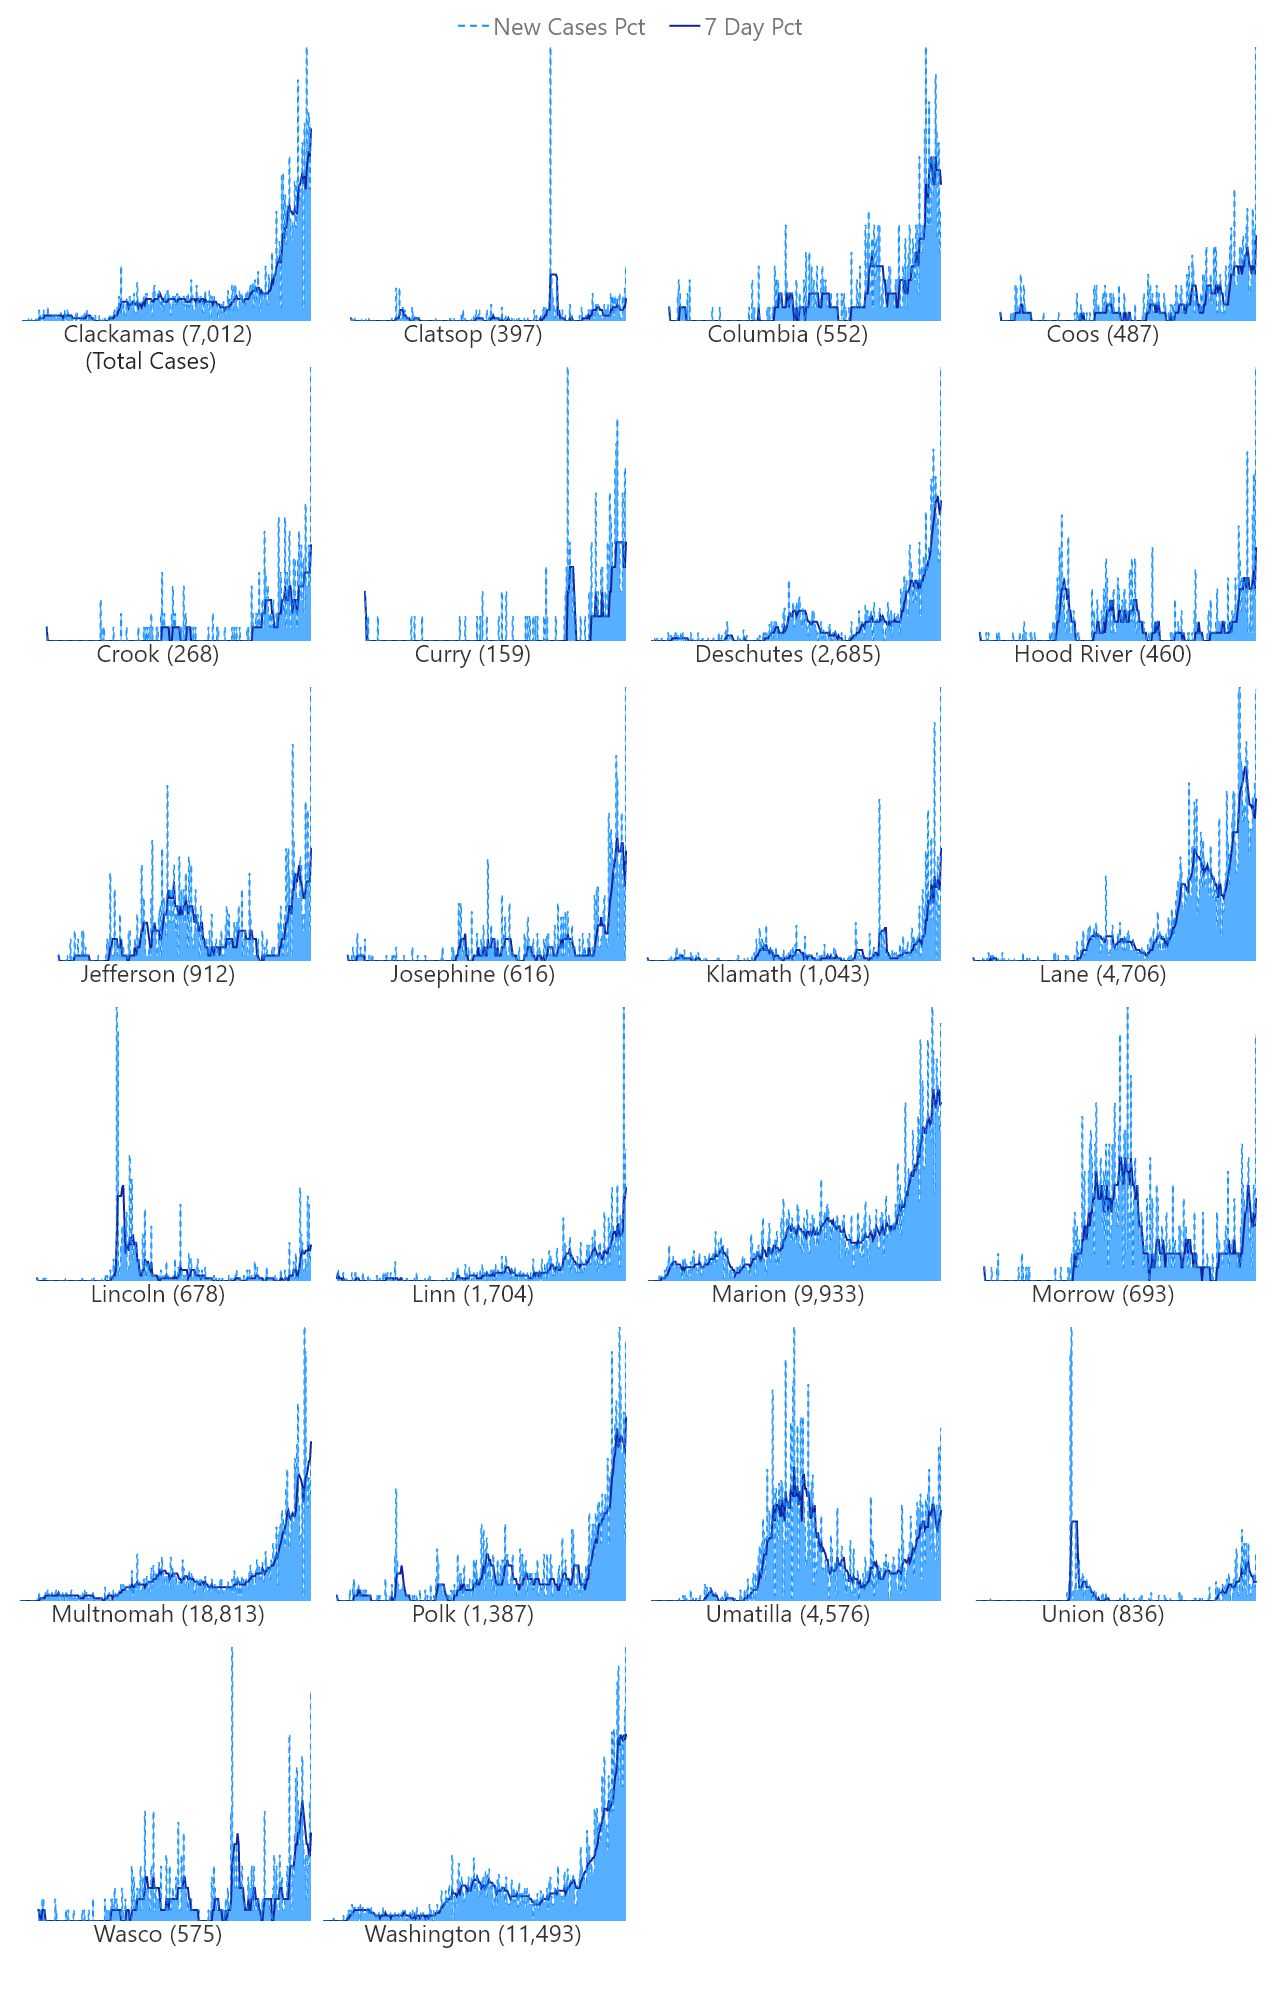 New Cases Pct 7 Day Pct
Clackamas (7,012)
(Total Cases)
Clatsop (397)
Columbia (552)
Coos (487)
Crook (268)
Curry (159)
Deschutes (2,685)
Hood River (460)
Jefferson (912)
Josephine (616)
Klamath (1,043)
Lane (4,706)
Lincoln (678)
Linn (1,704)
Marion (9,933)
Morrow (693)
Multnomah (18,813)
Polk (1,387)
Umatilla (4,576)
Union (836)
Wasco (575)
Washington (11,493)